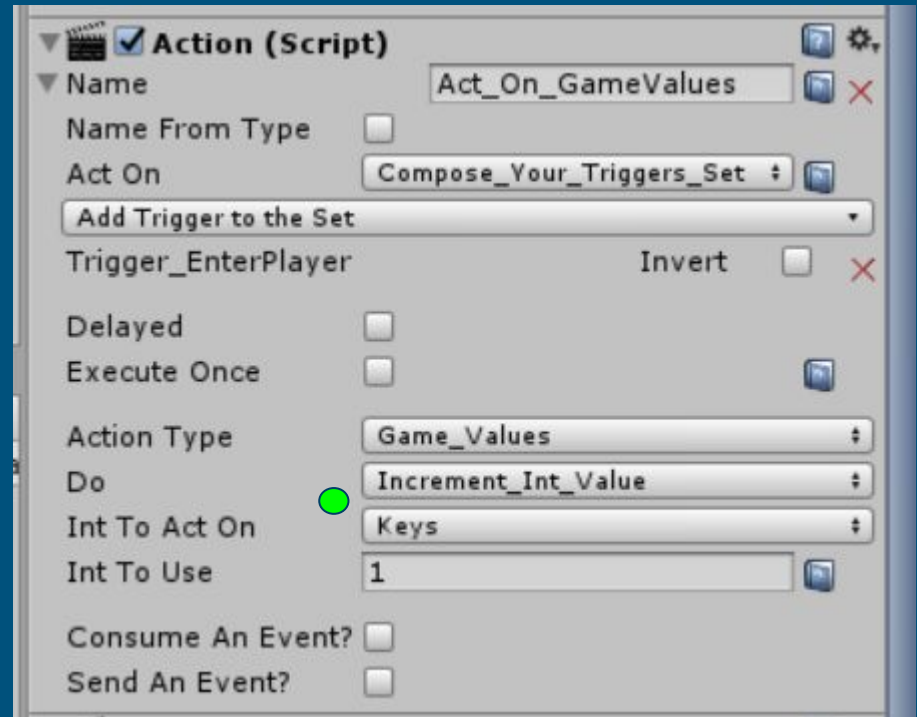 Action (Script)
Name Act_On_GameValues
Name From Type
Act On Compose_Your_Triggers_Set
Add Trigger to the Set
Trigger_EnterPlayer Invert
Delayed
Execute Once
Action Type Game_Values
Do Increment_Int_Value
Int To Act On Keys
Int To Use 1
Consume An Event?
Send An Event?